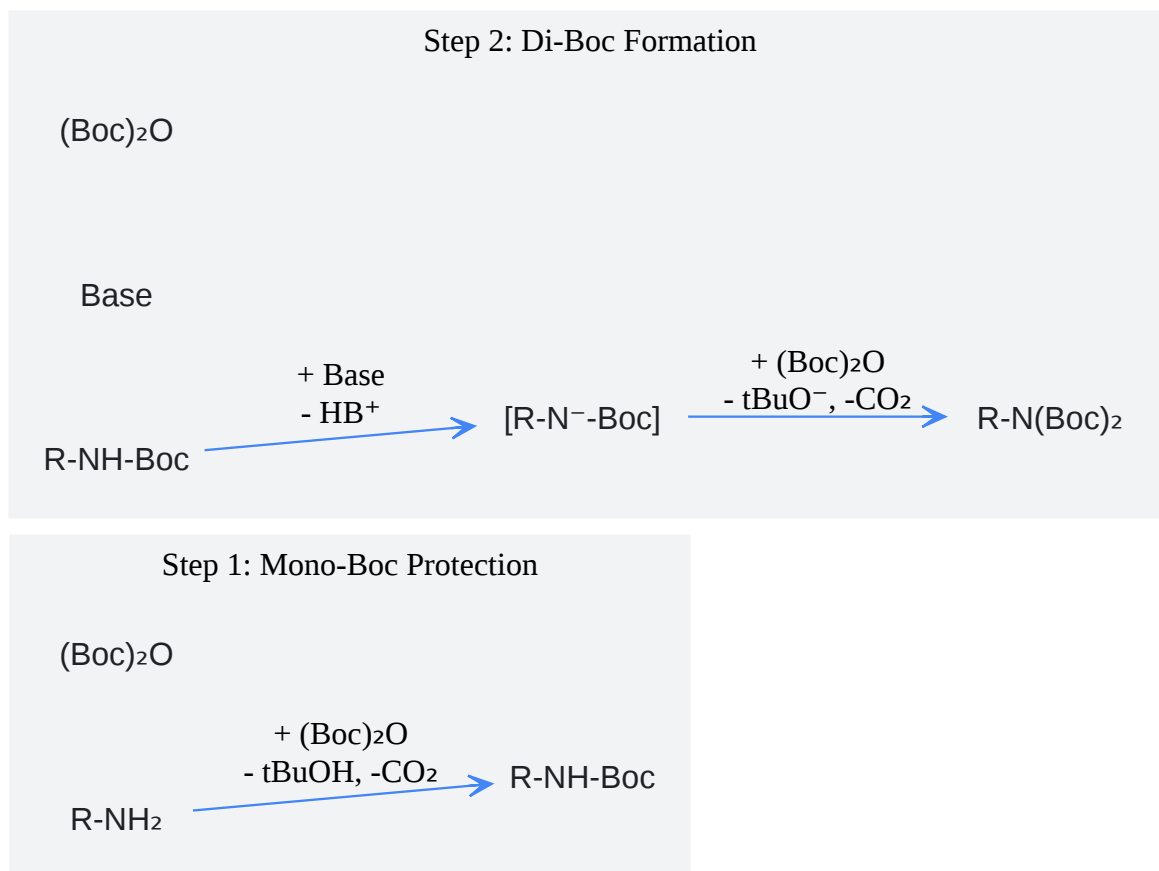 Step 2: Di-Boc Formation
(Boc)₂O
Base
+ Base
- HB⁺
R-NH-Boc
[R-N⁻-Boc]
+ (Boc)₂O
- tBuO⁻, -CO₂
R-N(Boc)₂
Step 1: Mono-Boc Protection
(Boc)₂O
+ (Boc)₂O
- tBuOH, -CO₂
R-NH₂
R-NH-Boc